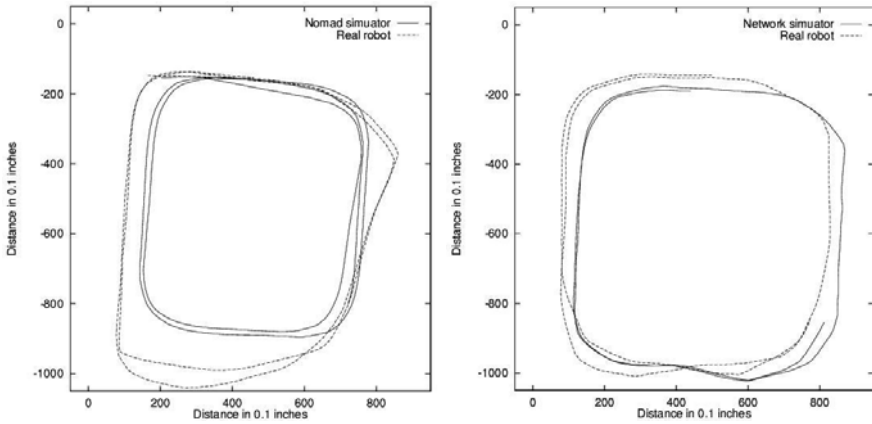 Nomad simuator
Real robot
0
-200
-400
-600
-800
-1000
Distance in 0.1 inches
0 200 400 600 800
Distance in 0.1 inches
Network simuator
Real robot
0
-200
-400
-600
-800
-1000
Distance in 0.1 inches
0 200 400 600 800
Distance in 0.1 inches